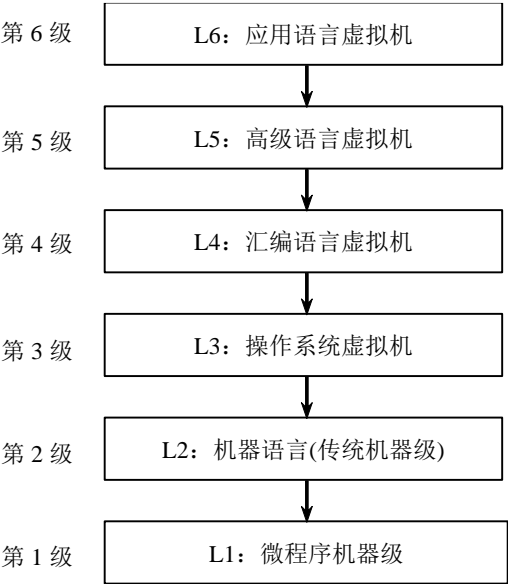 第 6 级 L6：应用语言虚拟机
第 5 级 L5：高级语言虚拟机
第 4 级 L4：汇编语言虚拟机
第 3 级 L3：操作系统虚拟机
第 2 级 L2：机器语言(传统机器级)
第 1 级 L1：微程序机器级